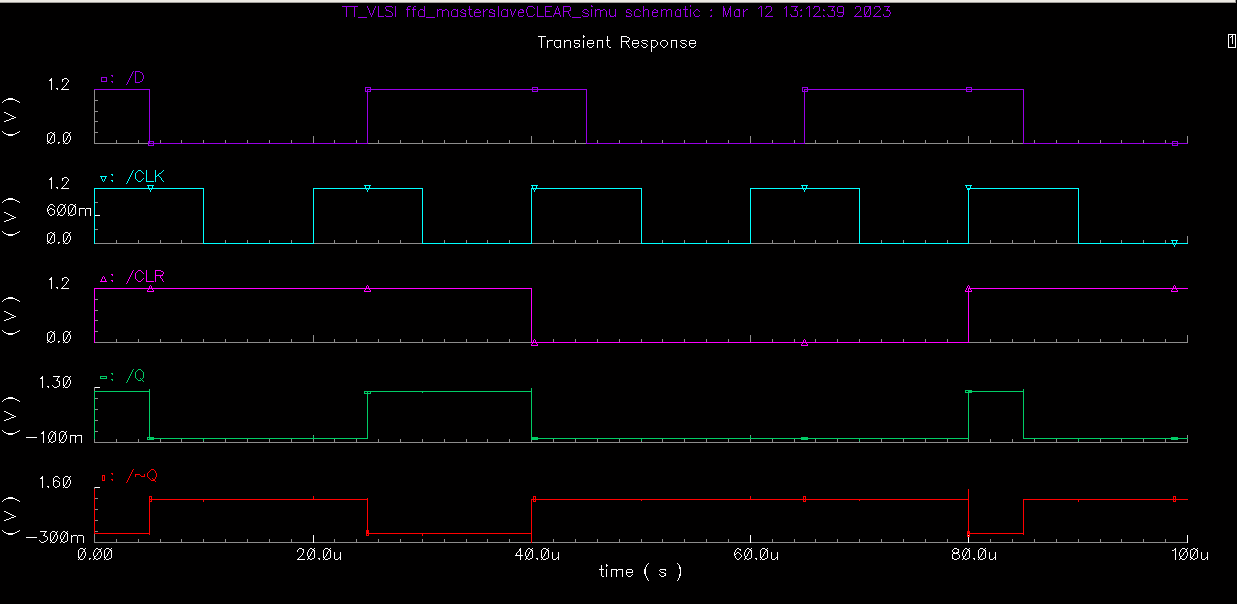 TT_VLSI ffd_masterslaveCLEAR_simu schematic : Mar 12 13:12:39 2023
Transient Response
1
: /D
1.2
(V)
0.0
: /CLK
1.2
600m
(V)
0.0
: /CLR
1.2
(V)
0.0
: /Q
1.30
(V)
-100m
: /~Q
1.60
(V)
-300m
0.00 20.0u 40.0u 60.0u 80.0u 100u
time ( s )